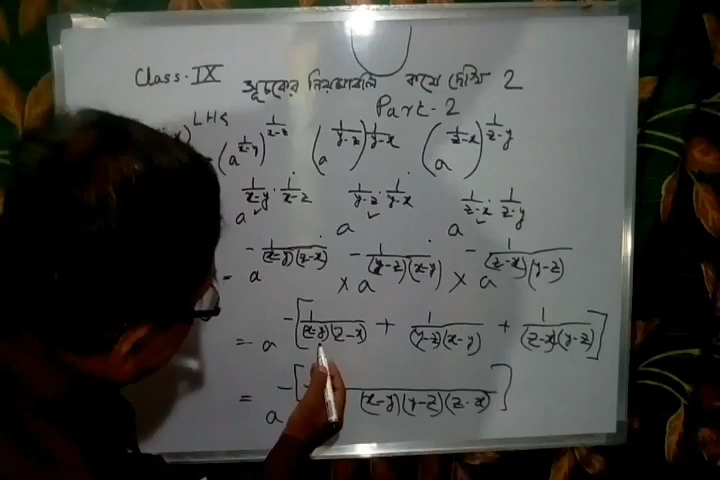 Class-IX সূচকের নিয়মাবলি কষে দেখি 2
Part-2
LHS
(a^{1/x-y})^{1/x-z} (a^{1/y-z})^{1/y-x} (a^{1/z-x})^{1/z-y}
a^{1/x-y · 1/x-z} a^{1/y-z · 1/y-x} a^{1/z-x · 1/z-y}
= a^{-1/(x-y)(z-x)} × a^{-1/(y-z)(x-y)} × a^{-1/(z-x)(y-z)}
= a^{-[1/(x-y)(z-x) + 1/(y-z)(x-y) + 1/(z-x)(y-z)]}
= a^{-[ /(x-y)(y-z)(z-x)]}